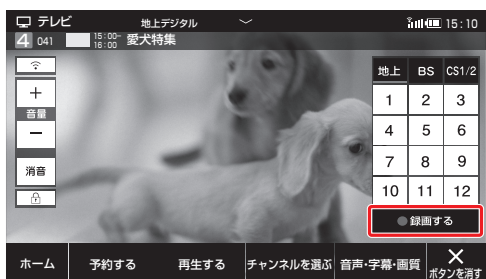 テレビ 地上デジタル 15:10
4 041 15:00- 16:00 愛犬特集
＋
音量
－
消音
地上 BS CS1/2
1 2 3
4 5 6
7 8 9
10 11 12
録画する
ホーム 予約する 再生する チャンネルを選ぶ 音声・字幕・画質 ボタンを消す